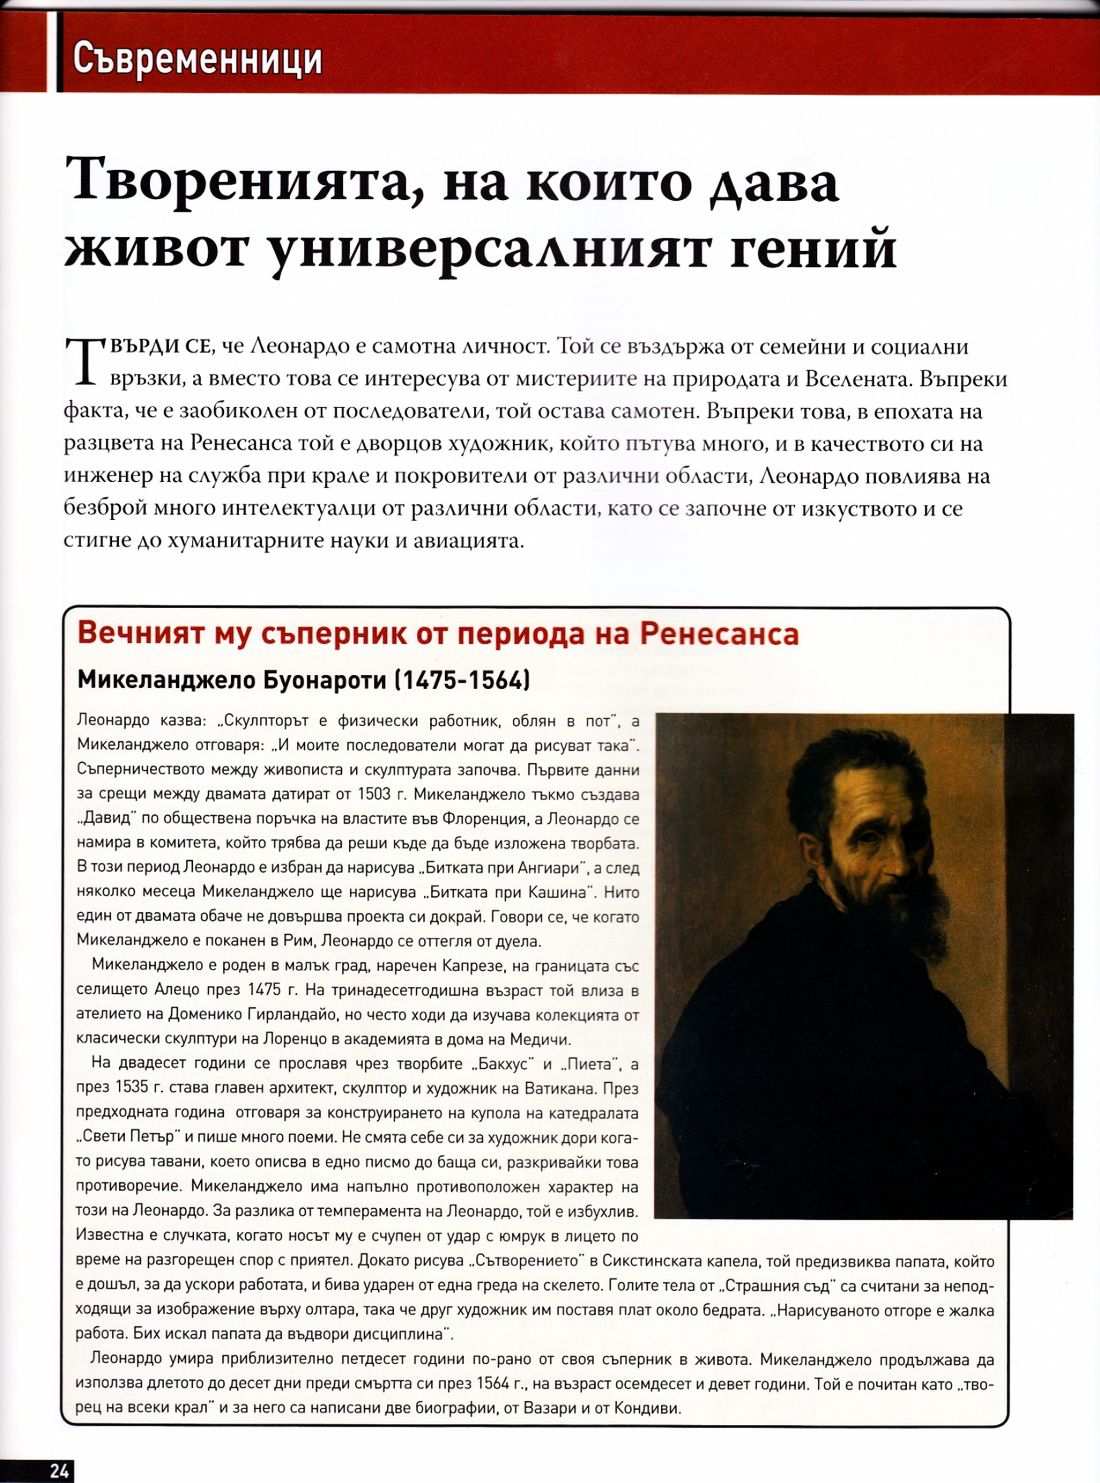 Съвременници
Творенията, на които дава
живот универсалният гений
ТВЪРДИ СЕ, че Леонардо е самотна личност. Той се въздържа от семейни и социални
връзки, а вместо това се интересува от мистериите на природата и Вселената. Въпреки
факта, че е заобиколен от последователи, той остава самотен. Въпреки това, в епохата на
разцвета на Ренесанса той е дворцов художник, който пътува много, и в качеството си на
инженер на служба при крале и покровители от различни области, Леонардо повлиява на
безброй много интелектуалци от различни области, като се започне от изкуството и се
стигне до хуманитарните науки и авиацията.
Вечният му съперник от периода на Ренесанса
Микеланджело Буонароти (1475-1564)
Леонардо казва: „Скулпторът е физически работник, облян в пот", а
Микеланджело отговаря: „И моите последователи могат да рисуват така".
Съперничеството между живописта и скулптурата започва. Първите данни
за срещи между двамата датират от 1503 г. Микеланджело тъкмо създава
„Давид" по обществена поръчка на властите във Флоренция, а Леонардо се
намира в комитета, който трябва да реши къде да бъде изложена творбата.
В този период Леонардо е избран да нарисува „Битката при Ангиари", а след
няколко месеца Микеланджело ще нарисува „Битката при Кашина". Нито
един от двамата обаче не довършва проекта си докрай. Говори се, че когато
Микеланджело е поканен в Рим, Леонардо се оттегля от дуела.
Микеланджело е роден в малък град, наречен Капрезе, на границата със
селището Алецо през 1475 г. На тринадесетгодишна възраст той влиза в
ателието на Доменико Гирландайо, но често ходи да изучава колекцията от
класически скулптури на Лоренцо в академията в дома на Медичи.
На двадесет години се прославя чрез творбите „Бакхус" и „Пиета", а
през 1535 г. става главен архитект, скулптор и художник на Ватикана. През
предходната година отговаря за конструирането на купола на катедралата
„Свети Петър" и пише много поеми. Не смята себе си за художник дори кога-
то рисува тавани, което описва в едно писмо до баща си, разкривайки това
противоречие. Микеланджело има напълно противоположен характер на
този на Леонардо. За разлика от темперамента на Леонардо, той е избухлив.
Известна е случката, когато носът му е счупен от удар с юмрук в лицето по
време на разгорещен спор с приятел. Докато рисува „Сътворението" в Сикстинската капела, той предизвиква папата, който
е дошъл, за да ускори работата, и бива ударен от една греда на скелето. Голите тела от „Страшния съд" са считани за непод-
ходящи за изображение върху олтара, така че друг художник им поставя плат около бедрата. „Нарисуваното отгоре е жалка
работа. Бих искал папата да въдвори дисциплина".
Леонардо умира приблизително петдесет години по-рано от своя съперник в живота. Микеланджело продължава да
използва длетото до десет дни преди смъртта си през 1564 г., на възраст осемдесет и девет години. Той е почитан като „тво-
рец на всеки крал" и за него са написани две биографии, от Вазари и от Кондиви.
24